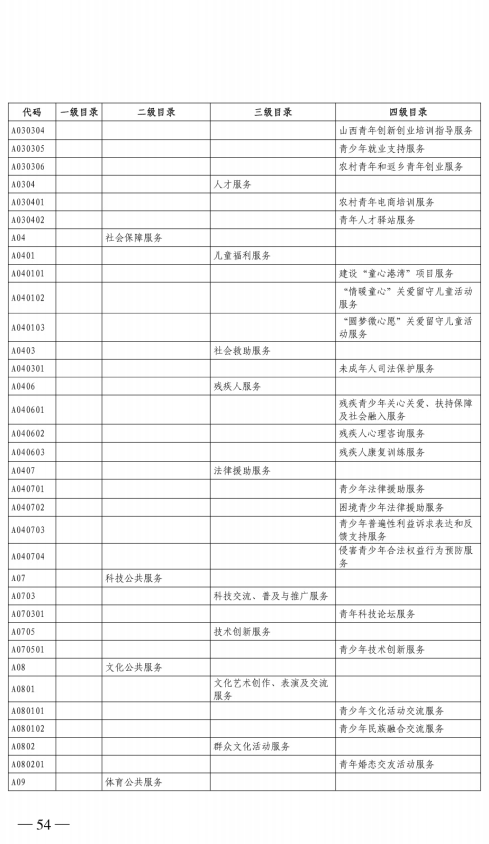 代码 一级目录 二级目录 三级目录 四级目录
A030304 山西青年创新创业培训指导服务
A030305 青少年就业支持服务
A030306 农村青年和返乡青年创业服务
A0304 人才服务
A030401 农村青年电商培训服务
A030402 青年人才驿站服务
A04 社会保障服务
A0401 儿童福利服务
A040101 建设“童心港湾”项目服务
A040102 “情暖童心”关爱留守儿童活动
服务
A040103 “圆梦微心愿”关爱留守儿童活
动服务
A0403 社会救助服务
A040301 未成年人司法保护服务
A0406 残疾人服务
A040601 残疾青少年关心关爱、扶持保障
及社会融入服务
A040602 残疾人心理咨询服务
A040603 残疾人康复训练服务
A0407 法律援助服务
A040701 青少年法律援助服务
A040702 困境青少年法律援助服务
A040703 青少年普遍性利益诉求表达和反
馈支持服务
A040704 侵害青少年合法权益行为预防服
务
A07 科技公共服务
A0703 科技交流、普及与推广服务
A070301 青年科技论坛服务
A0705 技术创新服务
A070501 青少年技术创新服务
A08 文化公共服务
A0801 文化艺术创作、表演及交流
服务
A080101 青少年文化活动交流服务
A080102 青少年民族融合交流服务
A0802 群众文化活动服务
A080201 青年婚恋交友活动服务
A09 体育公共服务
— 54 —